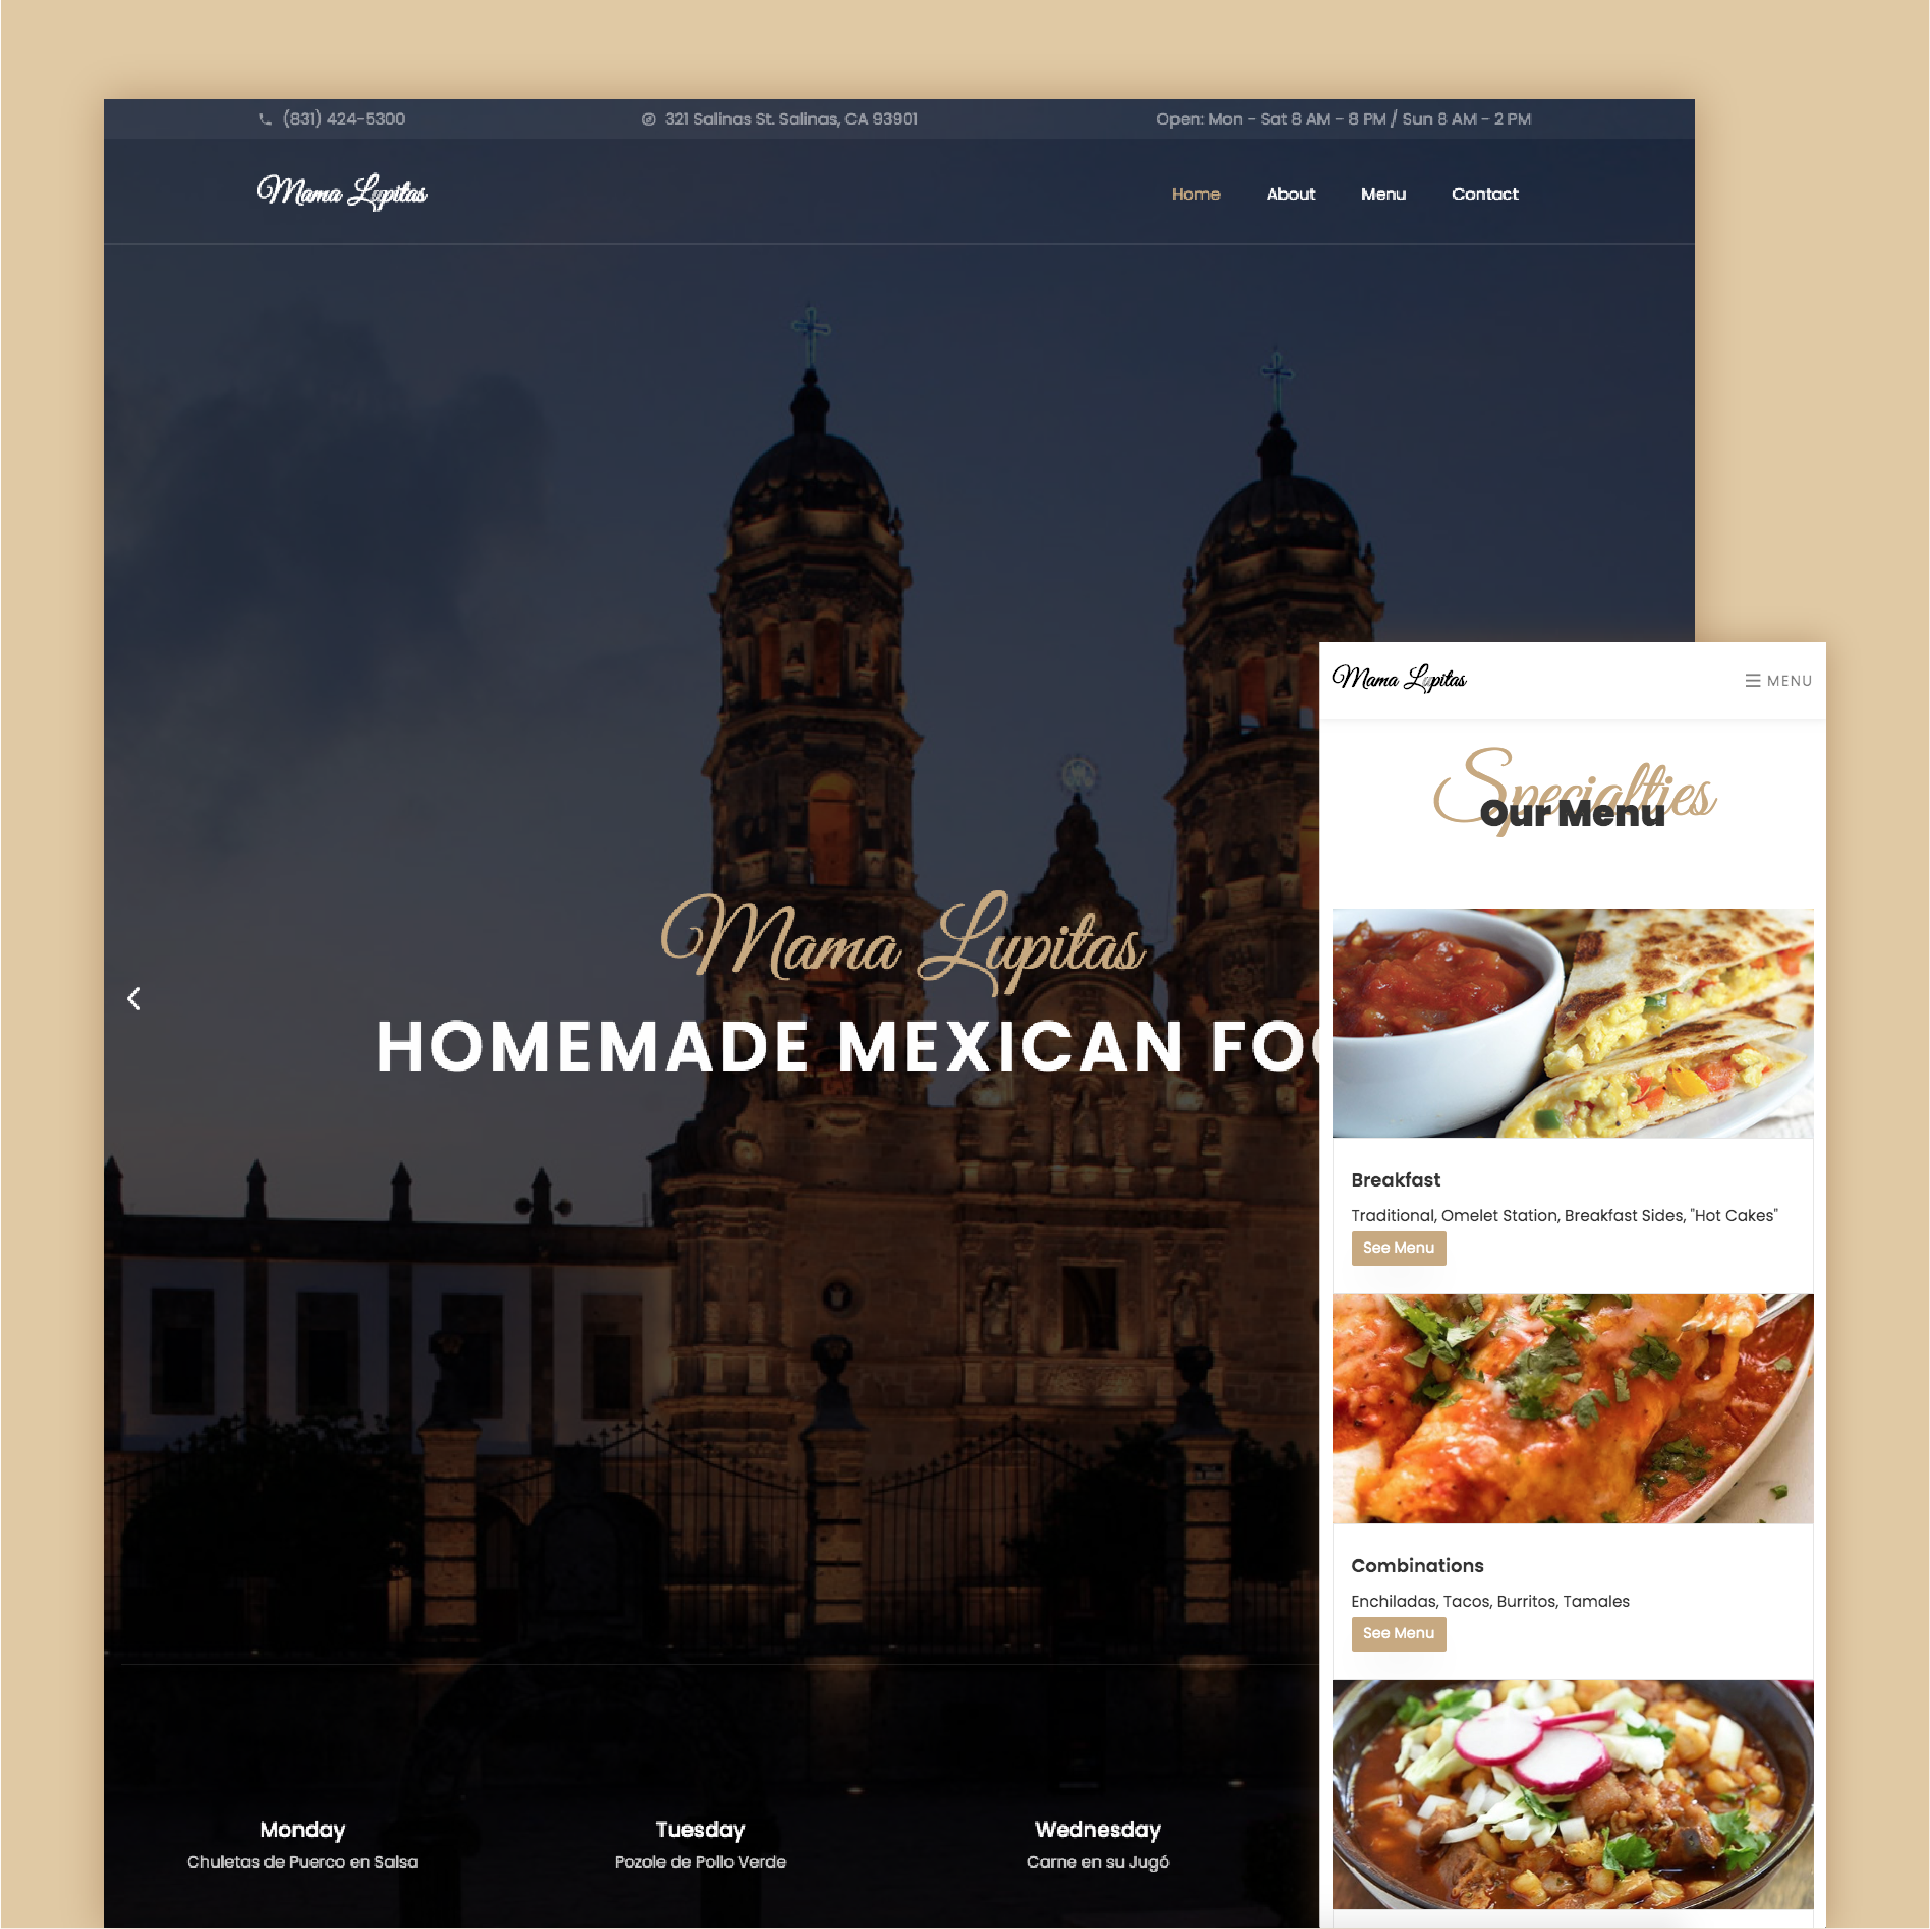 (831) 424-5300
321 Salinas St. Salinas, CA 93901
Open: Mon - Sat 8 AM - 8 PM / Sun 8 AM - 2 PM
Mama Lupitas
Home
About
Menu
Contact
Mama Lupitas
HOMEMADE MEXICAN
Monday
Chuletas de Puerco en Salsa
Tuesday
Pozole de Pollo Verde
Wednesday
Carne en su Jugó
Mama Lupitas
MENU
Specialties
Our Menu
Breakfast
Traditional, Omelet Station, Breakfast Sides, "Hot Cakes"
See Menu
Combinations
Enchiladas, Tacos, Burritos, Tamales
See Menu